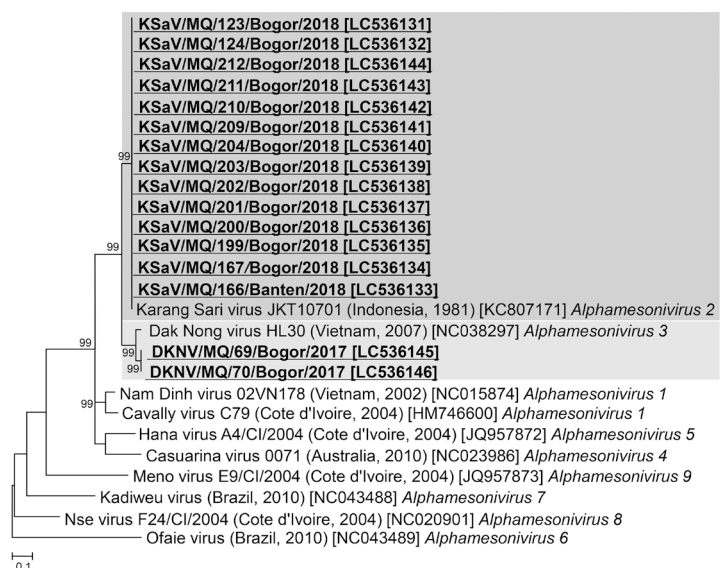 KSaV/MQ/123/Bogor/2018 [LC536131]
KSaV/MQ/124/Bogor/2018 [LC536132]
KSaV/MQ/212/Bogor/2018 [LC536144]
KSaV/MQ/211/Bogor/2018 [LC536143]
KSaV/MQ/210/Bogor/2018 [LC536142]
KSaV/MQ/209/Bogor/2018 [LC536141]
KSaV/MQ/204/Bogor/2018 [LC536140]
99
KSaV/MQ/203/Bogor/2018 [LC536139]
KSaV/MQ/202/Bogor/2018 [LC536138]
KSaV/MQ/201/Bogor/2018 [LC536137]
KSaV/MQ/200/Bogor/2018 [LC536136]
99
KSaV/MQ/199/Bogor/2018 [LC536135]
KSaV/MQ/167/Bogor/2018 [LC536134]
KSaV/MQ/166/Banten/2018 [LC536133]
Karang Sari virus JKT10701 (Indonesia, 1981) [KC807171] Alphamesonivirus 2
Dak Nong virus HL30 (Vietnam, 2007) [NC038297] Alphamesonivirus 3
99
99
DKNV/MQ/69/Bogor/2017 [LC536145]
99
DKNV/MQ/70/Bogor/2017 [LC536146]
Nam Dinh virus 02VN178 (Vietnam, 2002) [NC015874] Alphamesonivirus 1
99
Cavally virus C79 (Cote d'Ivoire, 2004) [HM746600] Alphamesonivirus 1
Hana virus A4/CI/2004 (Cote d'Ivoire, 2004) [JQ957872] Alphamesonivirus 5
Casuarina virus 0071 (Australia, 2010) [NC023986] Alphamesonivirus 4
Meno virus E9/CI/2004 (Cote d'Ivoire, 2004) [JQ957873] Alphamesonivirus 9
Kadiweu virus (Brazil, 2010) [NC043488] Alphamesonivirus 7
Nse virus F24/CI/2004 (Cote d'Ivoire, 2004) [NC020901] Alphamesonivirus 8
Ofaie virus (Brazil, 2010) [NC043489] Alphamesonivirus 6
0.1